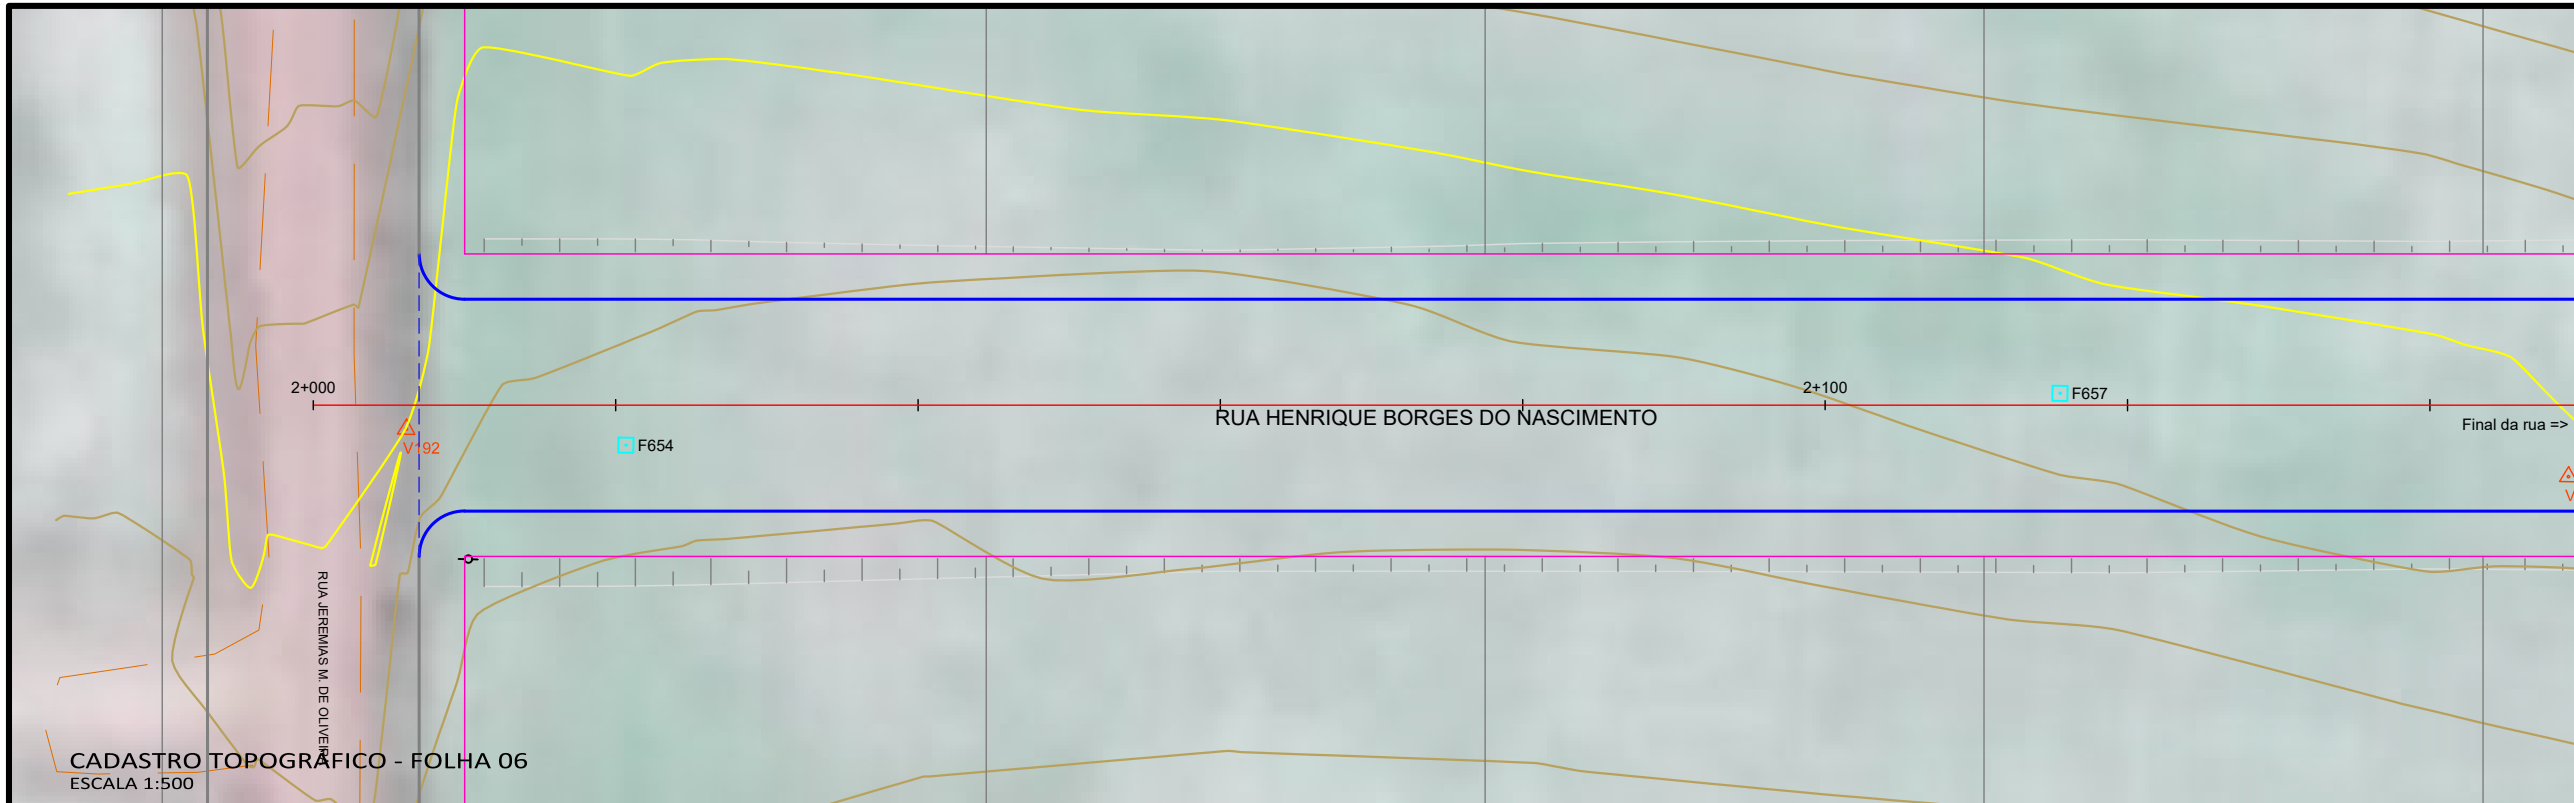 2+000
2+100
F657
RUA HENRIQUE BORGES DO NASCIMENTO
Final da rua =>
V192
F654
V
RUA JEREMIAS M. DE OLIVEIRA
CADASTRO TOPOGRÁFICO - FOLHA 06
ESCALA 1:500